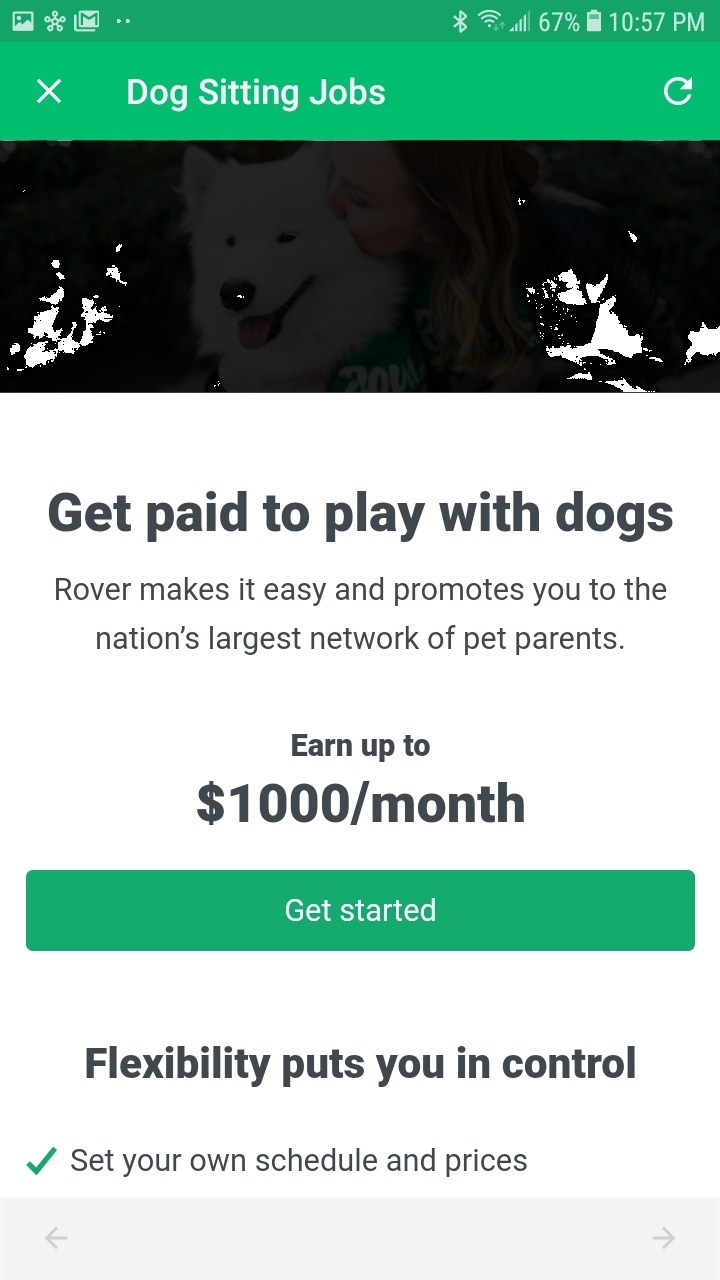 67% 10:57 PM
Dog Sitting Jobs
Get paid to play with dogs
Rover makes it easy and promotes you to the
nation’s largest network of pet parents.
Earn up to
$1000/month
Get started
Flexibility puts you in control
Set your own schedule and prices